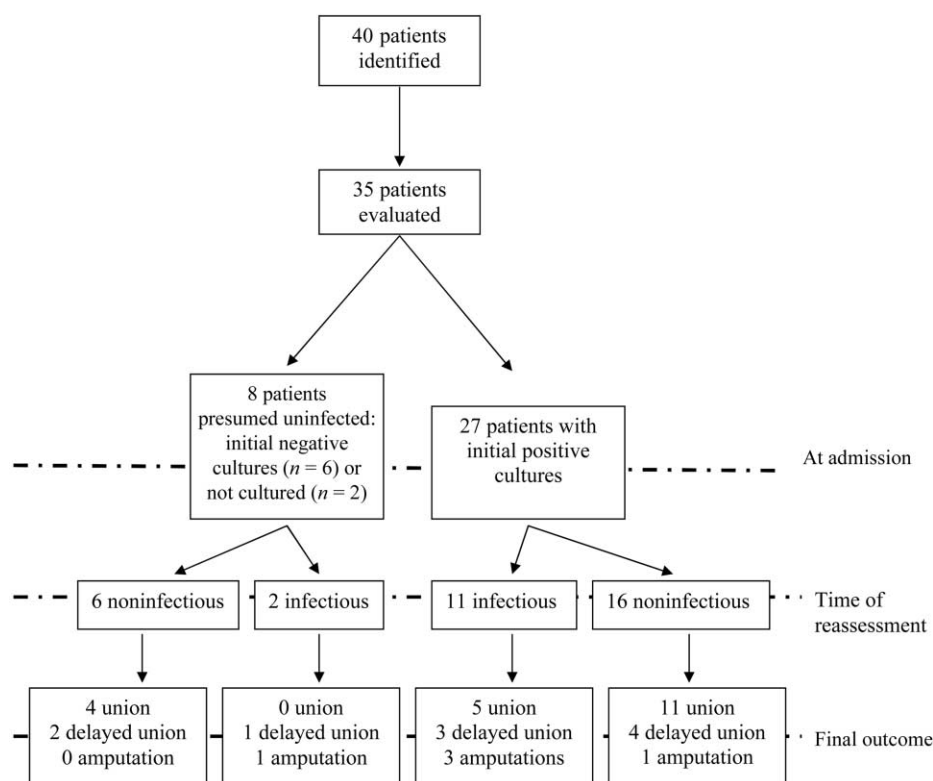 40 patients
identified
35 patients
evaluated
8 patients
presumed uninfected:
initial negative
cultures (n = 6) or
not cultured (n = 2)
27 patients with
initial positive
cultures
At admission
6 noninfectious
2 infectious
11 infectious
16 noninfectious
Time of
reassessment
4 union
2 delayed union
0 amputation
0 union
1 delayed union
1 amputation
5 union
3 delayed union
3 amputations
11 union
4 delayed union
1 amputation
Final outcome